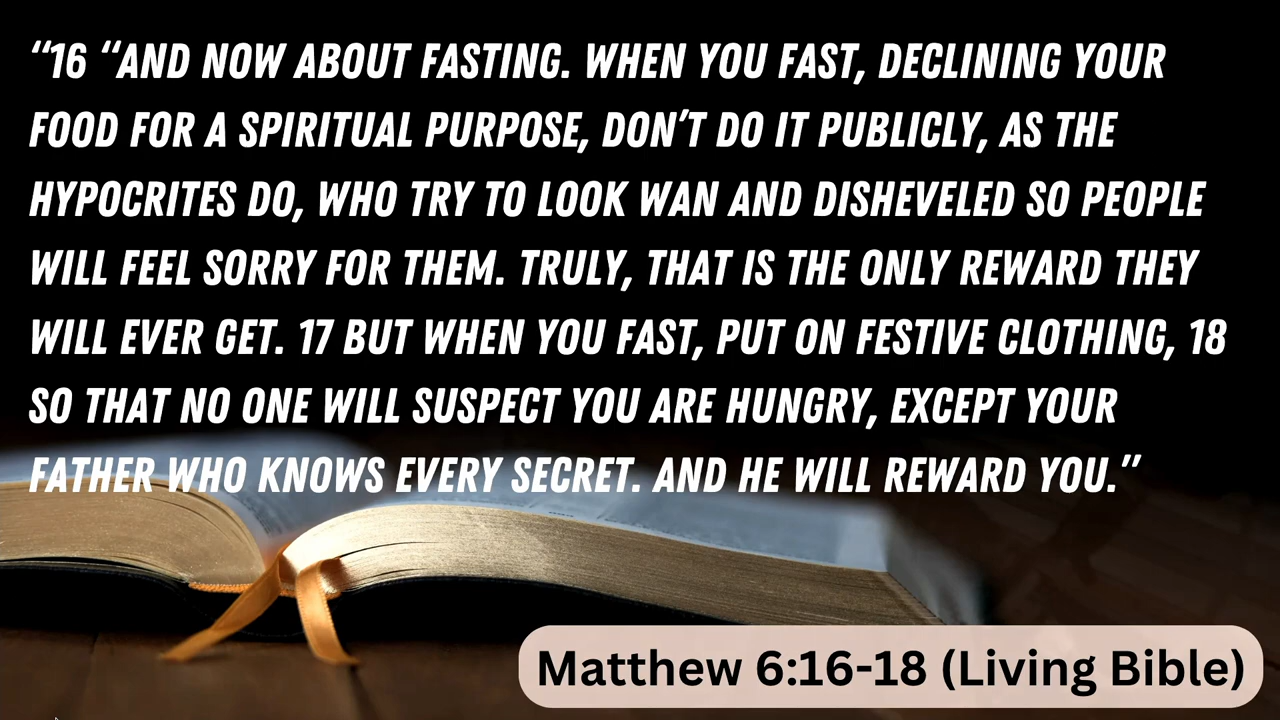 “16 “AND NOW ABOUT FASTING. WHEN YOU FAST, DECLINING YOUR
FOOD FOR A SPIRITUAL PURPOSE, DON’T DO IT PUBLICLY, AS THE
HYPOCRITES DO, WHO TRY TO LOOK WAN AND DISHEVELED SO PEOPLE
WILL FEEL SORRY FOR THEM. TRULY, THAT IS THE ONLY REWARD THEY
WILL EVER GET. 17 BUT WHEN YOU FAST, PUT ON FESTIVE CLOTHING, 18
SO THAT NO ONE WILL SUSPECT YOU ARE HUNGRY, EXCEPT YOUR
FATHER WHO KNOWS EVERY SECRET. AND HE WILL REWARD YOU.”
Matthew 6:16-18 (Living Bible)